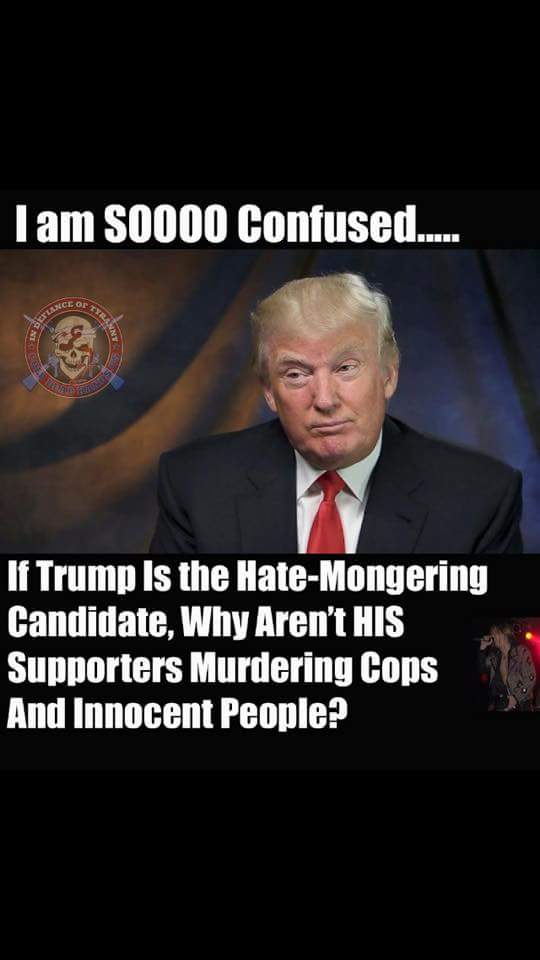 I am SOOOO Confused.....
IN DEFIANCE OF TYRANNY
If Trump Is the Hate-Mongering
Candidate, Why Aren't HIS
Supporters Murdering Cops
And Innocent People?